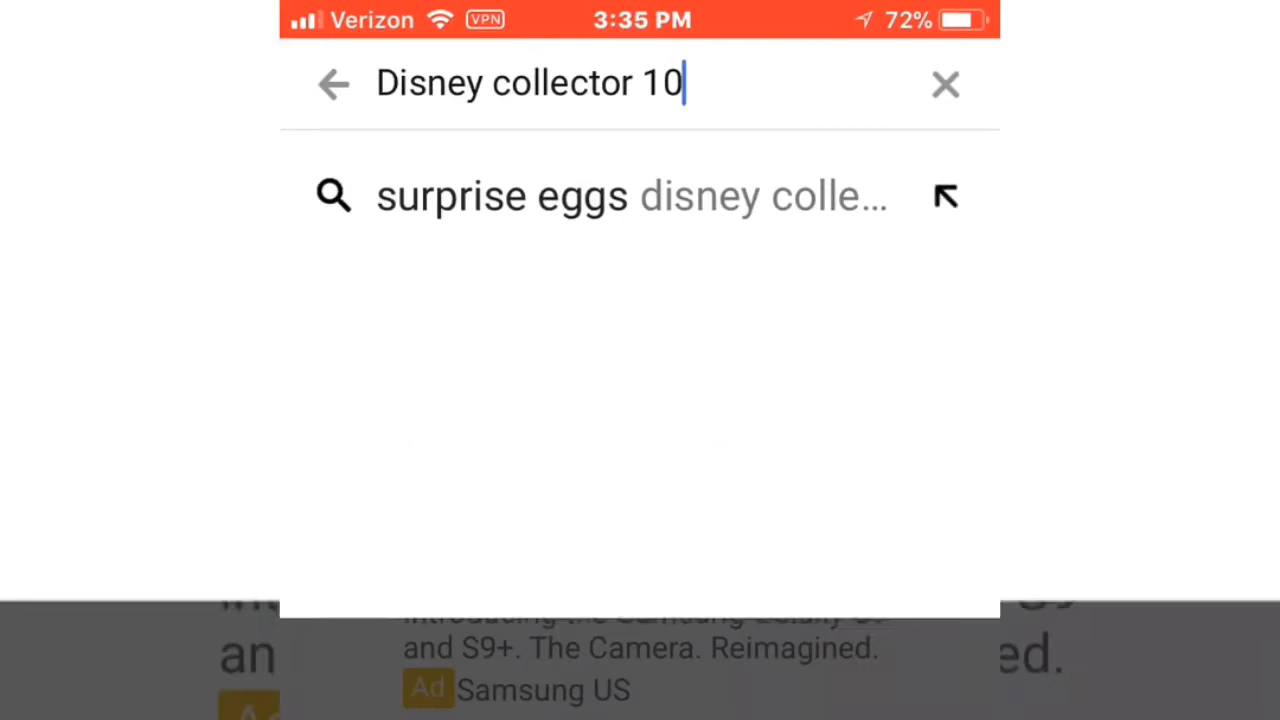 Verizon VPN 3:35 PM 72%
Disney collector 10
surprise eggs disney colle...
and S9+. The Camera. Reimagined.
Ad Samsung US